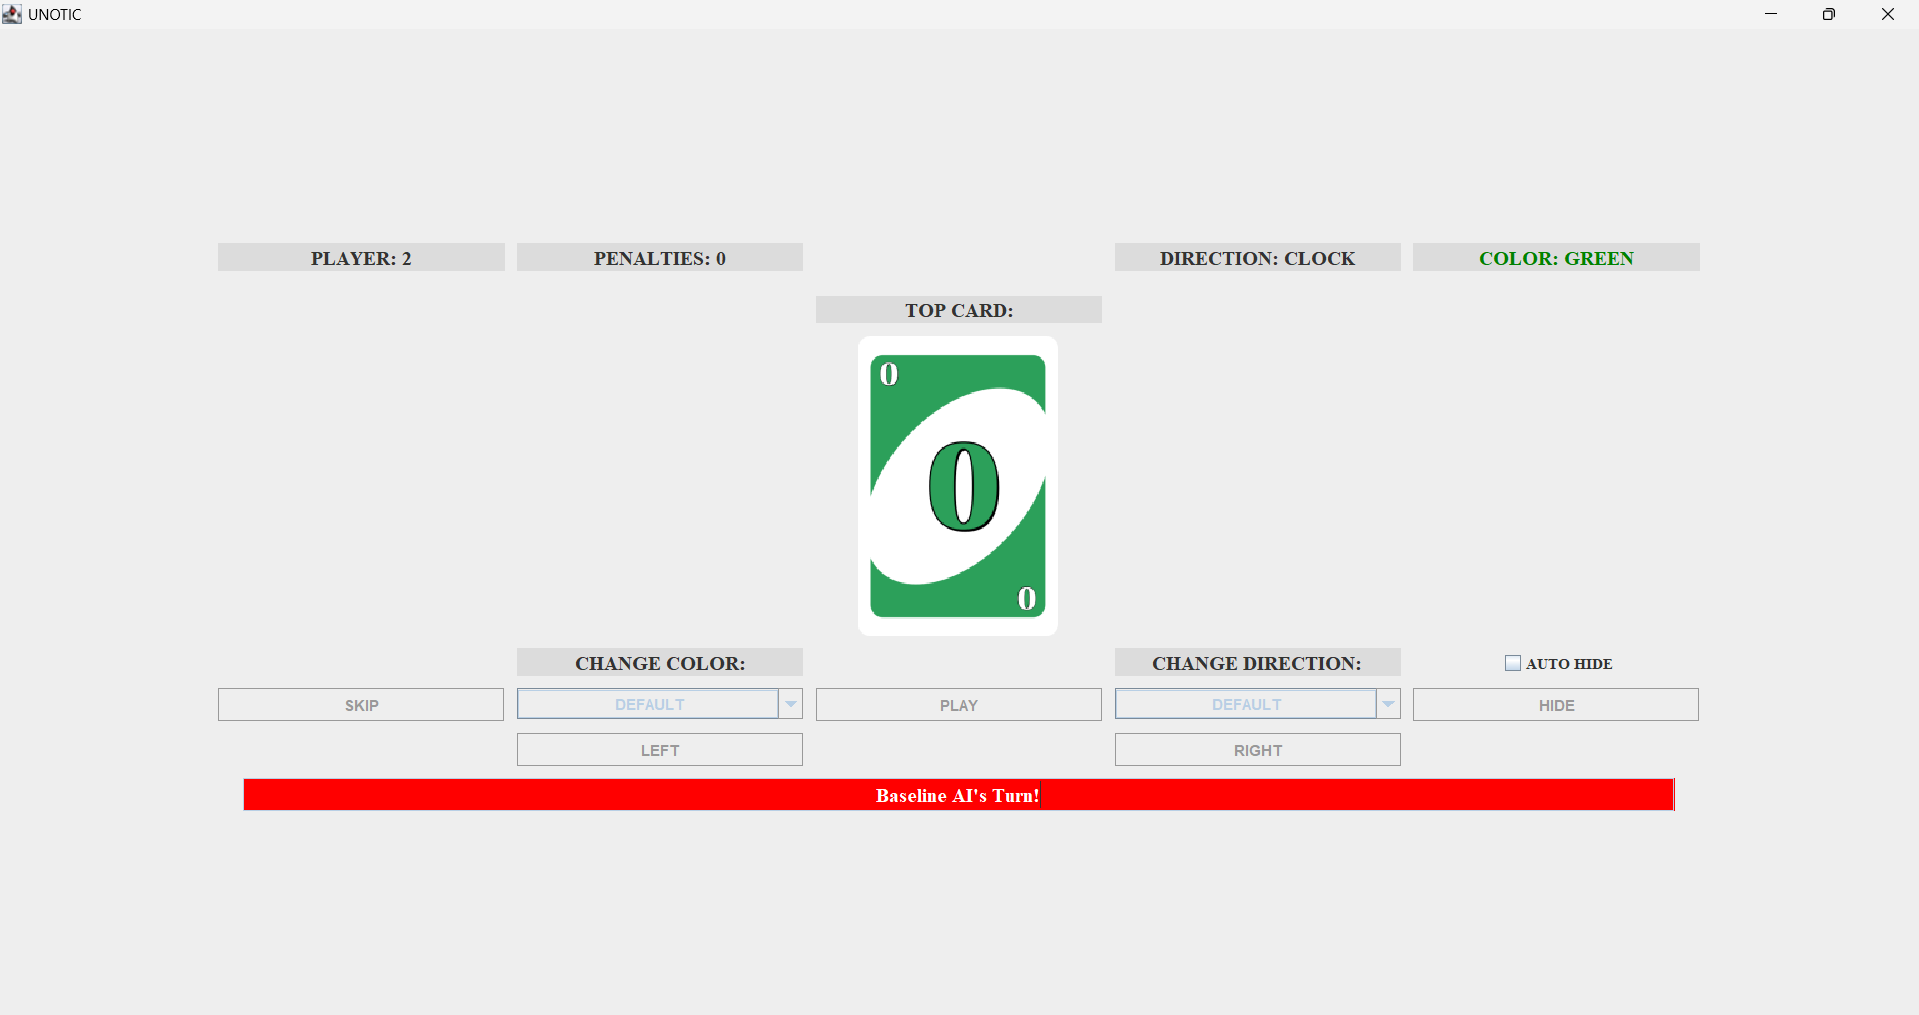 UNOTIC
PLAYER: 2
PENALTIES: 0
DIRECTION: CLOCK
COLOR: GREEN
TOP CARD:
0
0
0
CHANGE COLOR:
CHANGE DIRECTION:
AUTO HIDE
SKIP
DEFAULT
PLAY
DEFAULT
HIDE
LEFT
RIGHT
Baseline AI's Turn!